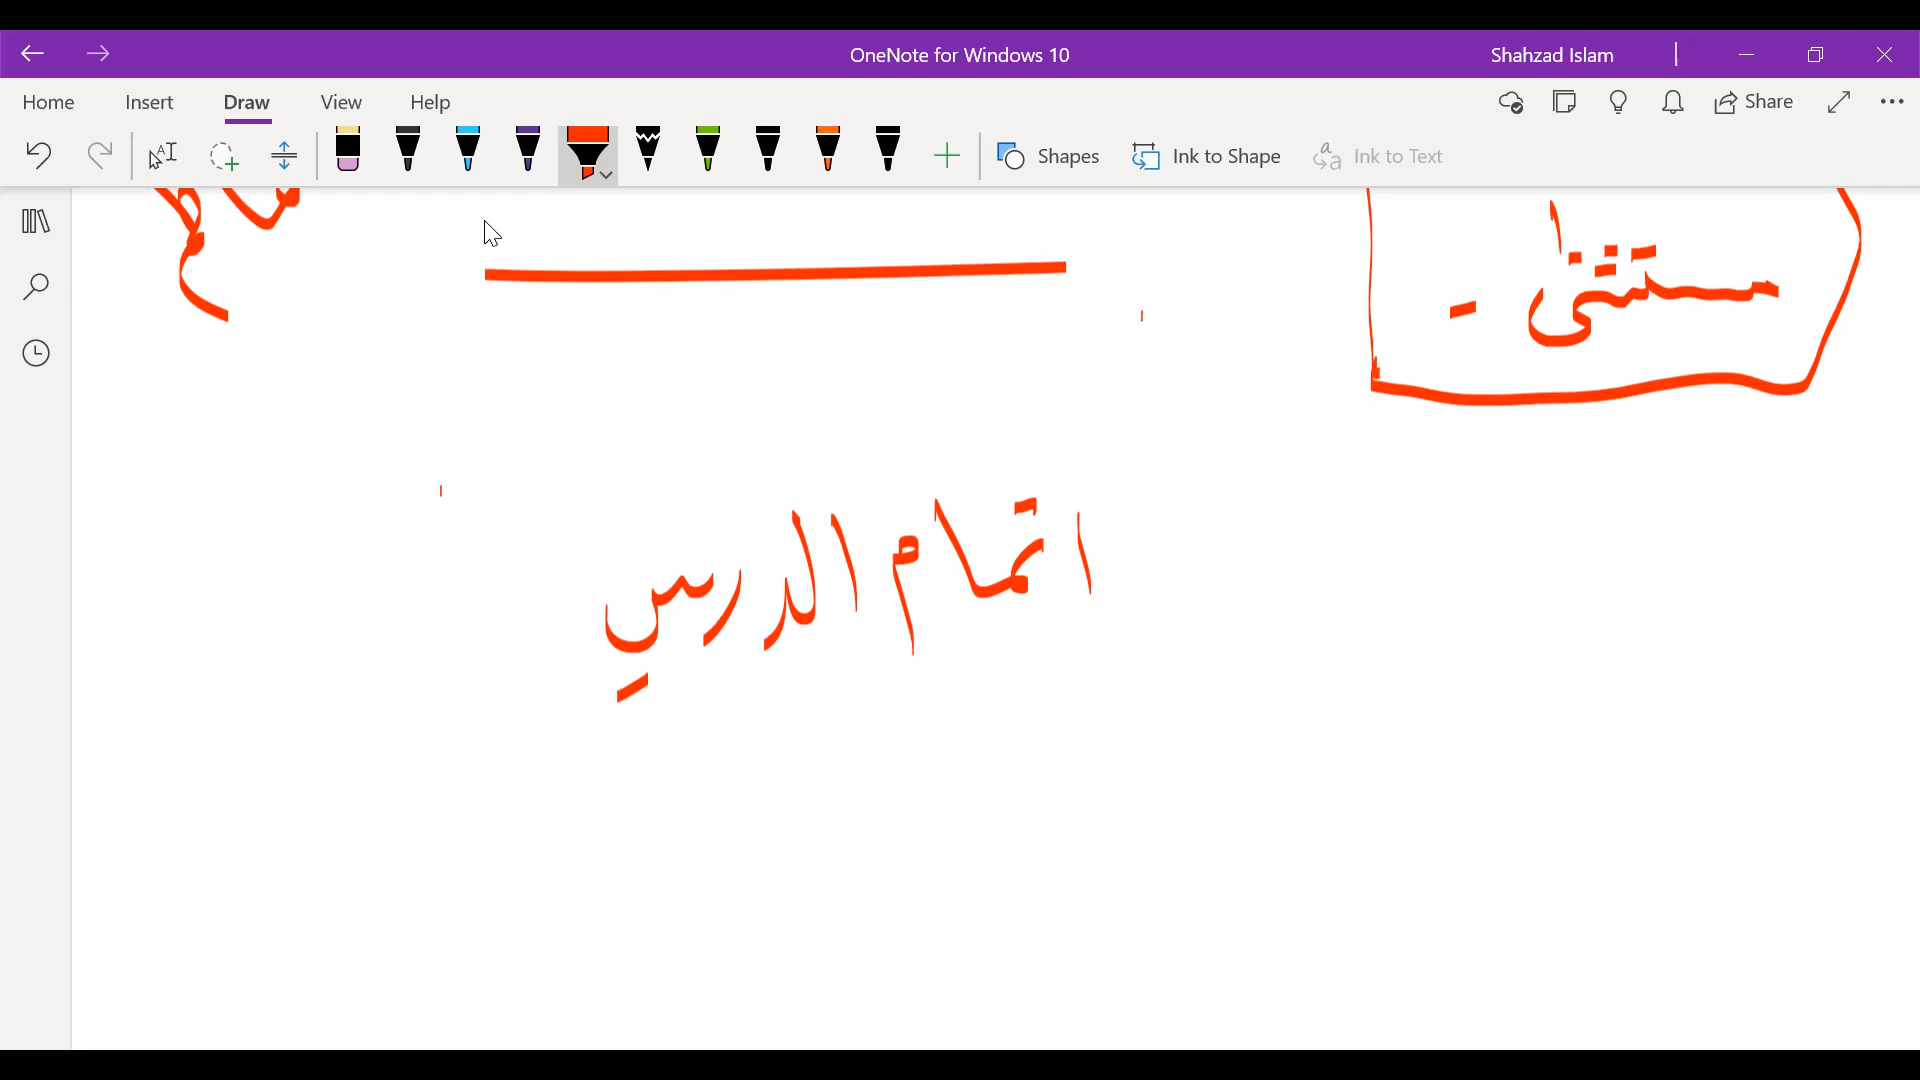 OneNote for Windows 10
Shahzad Islam
Home Insert Draw View Help
Share
Shapes Ink to Shape Ink to Text
مستثنیٰ -
اتمام الدرسِ